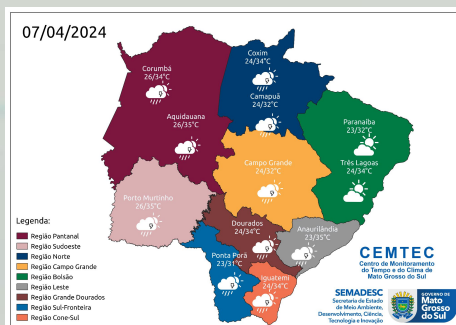 07/04/2024
Corumbá
26/34°C
Coxim
24/34°C
Camapuã
24/32°C
Aquidauana
26/35°C
Paranaíba
23/32°C
Três Lagoas
24/34°C
Campo Grande
24/32°C
Porto Murtinho
26/35°C
Dourados
24/34°C
Anaurilândia
23/35°C
Ponta Porã
23/31°C
Iguatemi
24/34°C
Legenda:
Região Pantanal
Região Sudoeste
Região Norte
Região Campo Grande
Região Bolsão
Região Leste
Região Grande Dourados
Região Sul-Fronteira
Região Cone-Sul
CEMTEC
Centro de Monitoramento
do Tempo e do Clima de
Mato Grosso do Sul
SEMADESC
Secretaria de Estado
de Meio Ambiente,
Desenvolvimento, Ciência,
Tecnologia e Inovação
GOVERNO DE
Mato
Grosso
do Sul